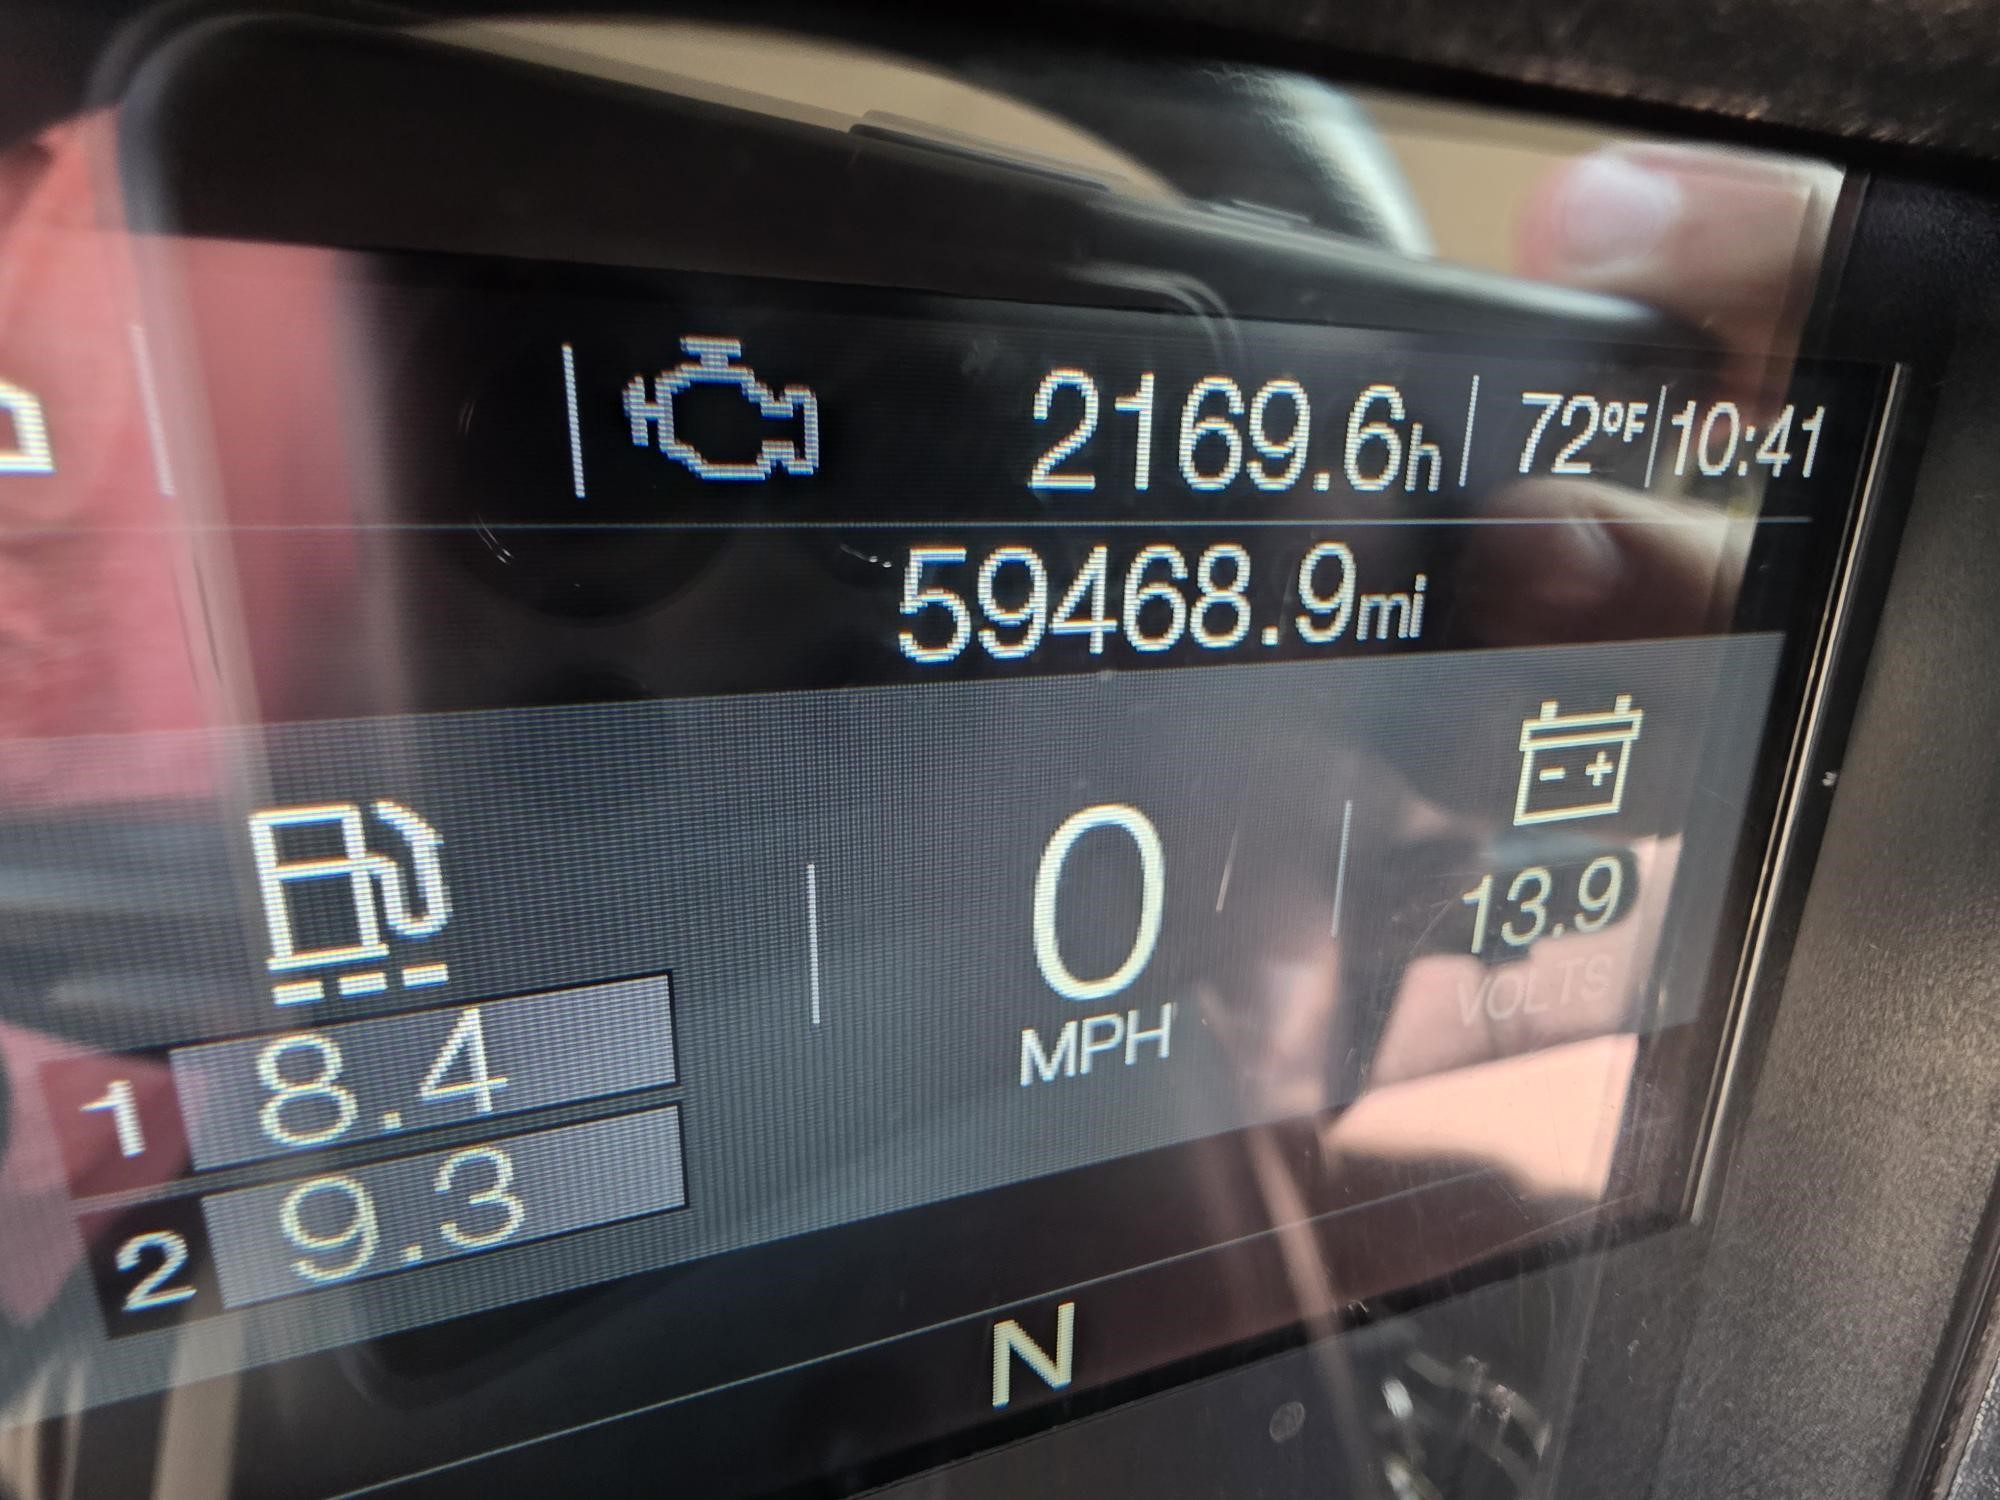 2169.6h 72°F 10:41
59468.9mi
- +
13.9
VOLTS
0
MPH
1 8.4
2 9.3
N